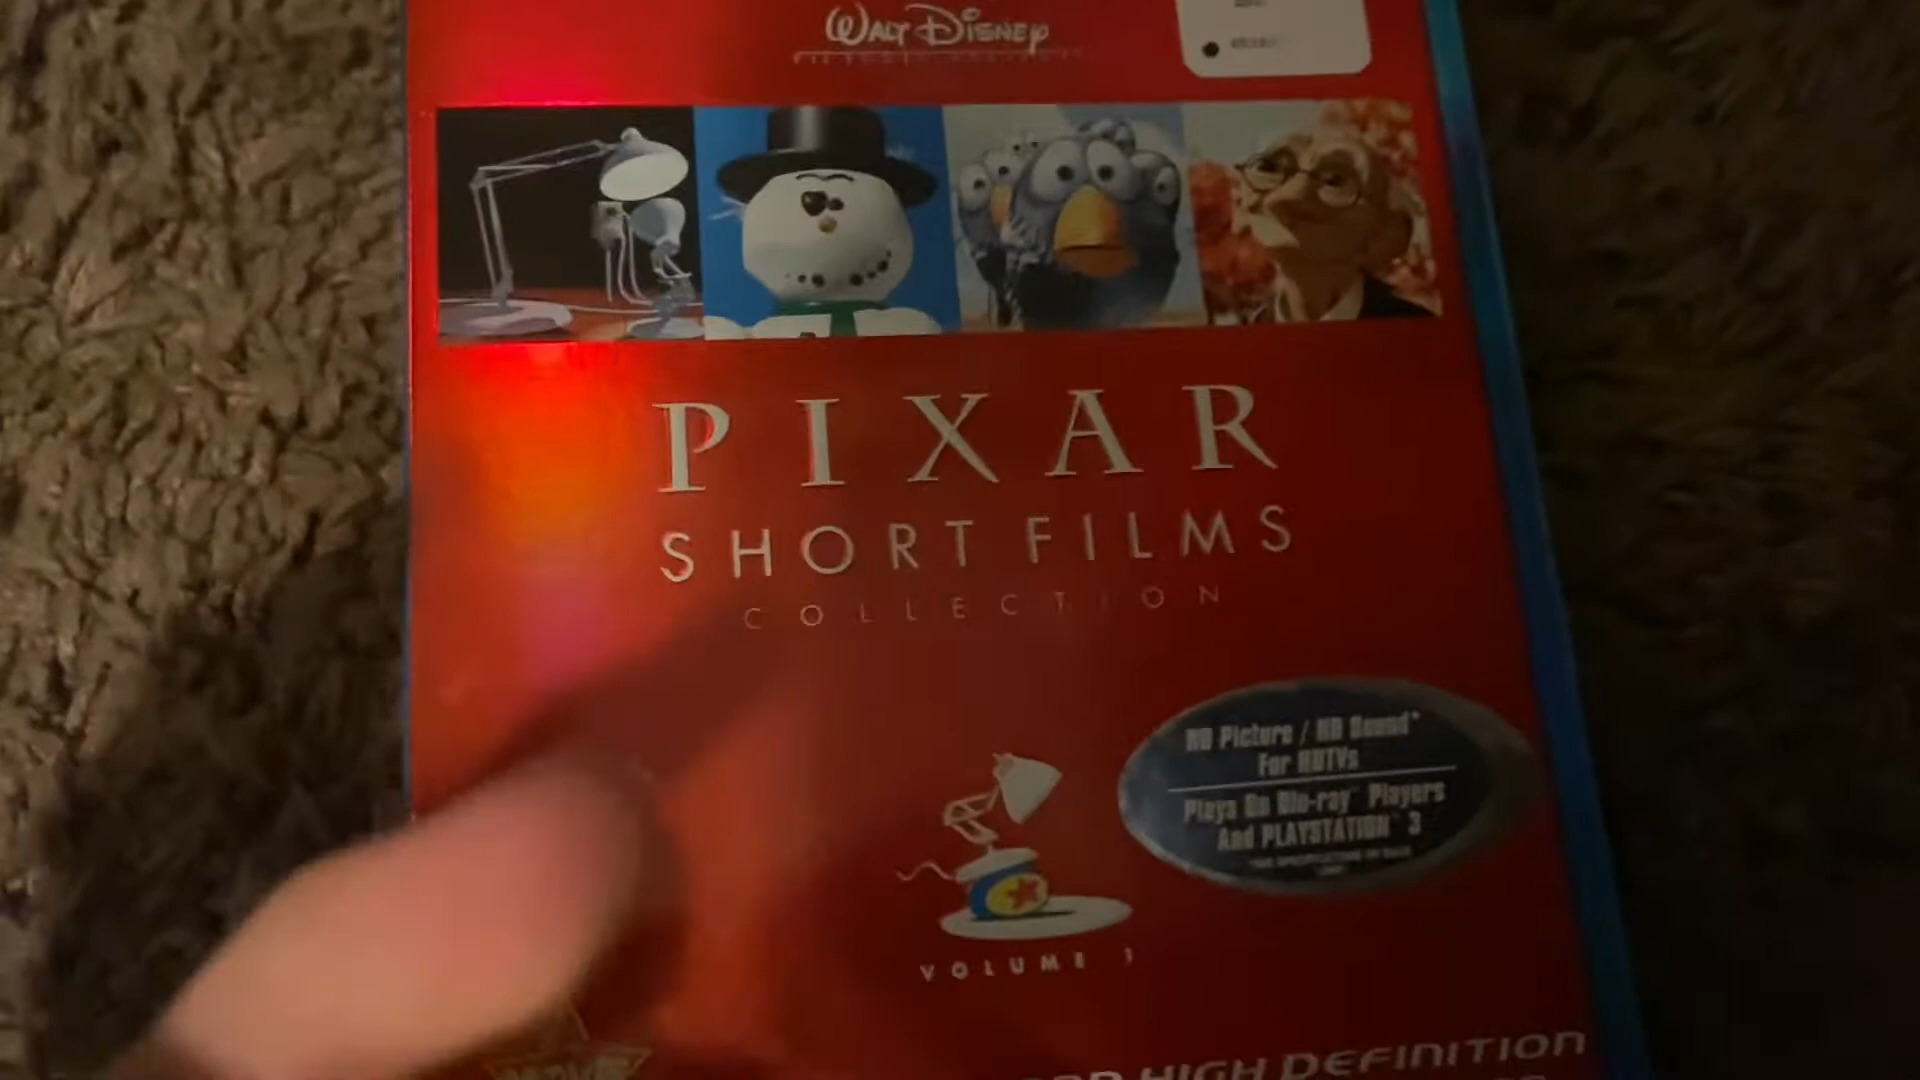 WALT DISNEY
PIXAR
SHORT FILMS
COLLECTION
HD Picture / HD Sound*
For HDTVs
Plays On Blu-ray™ Players
And PLAYSTATION® 3
VOLUME 1
HIGH DEFINITION